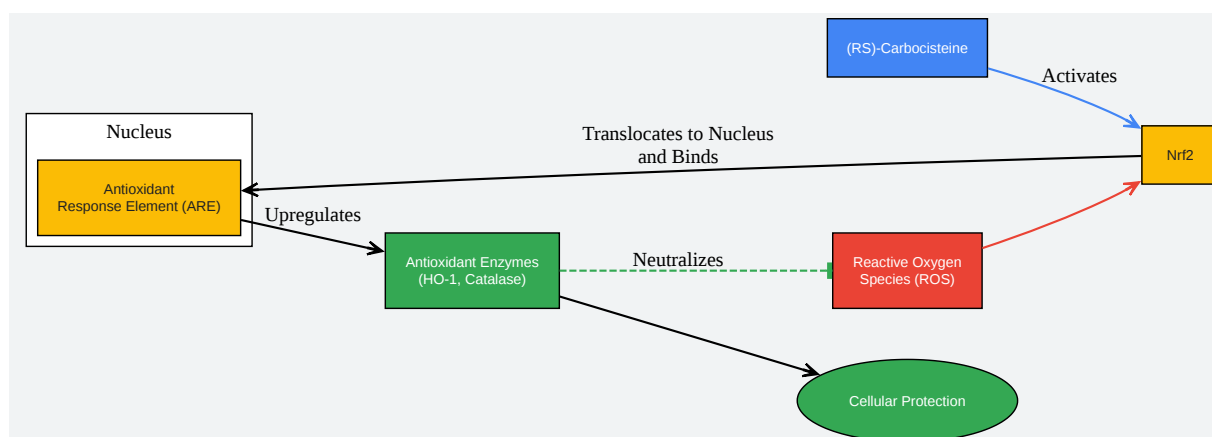 (RS)-Carbocisteine
Activates
Nucleus
Translocates to Nucleus
and Binds
Nrf2
Antioxidant
Response Element (ARE)
Upregulates
Antioxidant Enzymes
(HO-1, Catalase)
Neutralizes
Reactive Oxygen
Species (ROS)
Cellular Protection